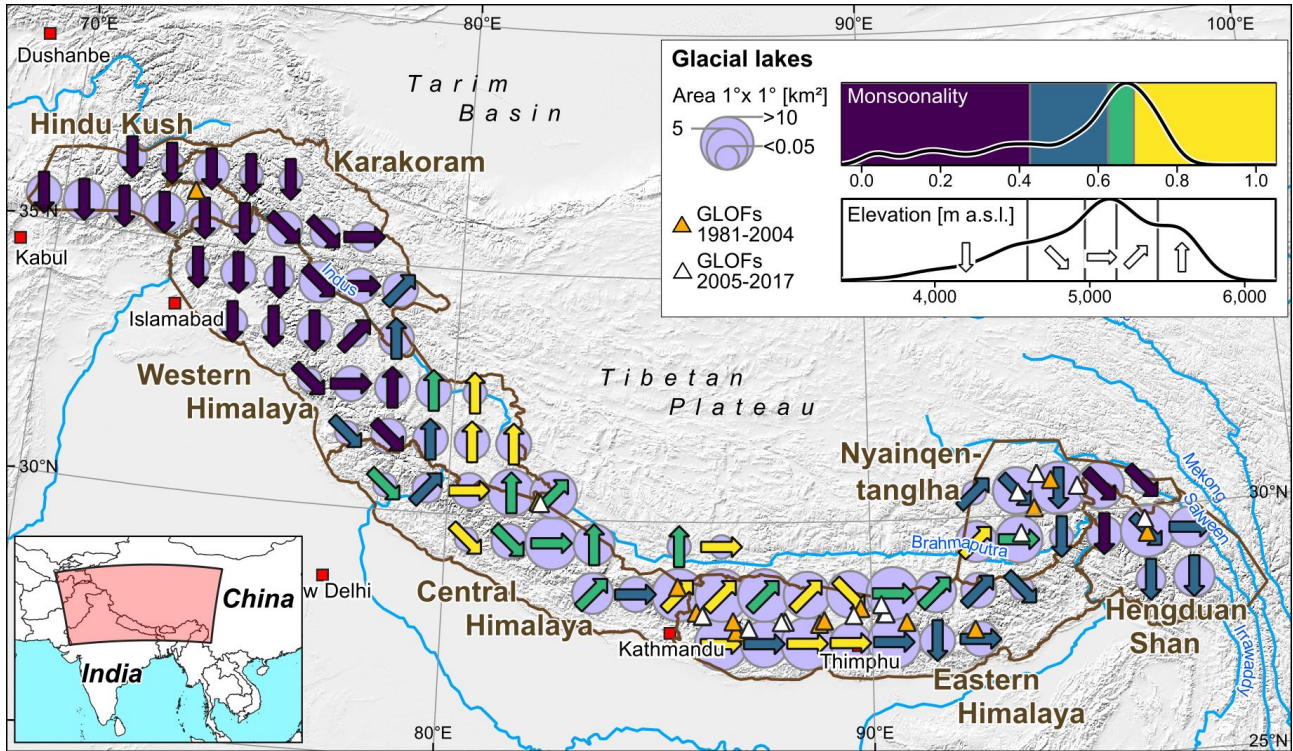 70°E
80°E
90°E
100°E
Dushanbe
Tarim
Basin
Hindu Kush
Karakoram
35°N
Kabul
Indus
Islamabad
Western
Himalaya
Tibetan
Plateau
30°N
Glacial lakes
Area 1°x 1° [km²]
>10
5
<0.05
GLOFs
1981-2004
GLOFs
2005-2017
Monsoonality
0.0
0.2
0.4
0.6
0.8
1.0
Elevation [m a.s.l.]
4,000
5,000
6,000
Nyainqen-
tanglha
30°N
Mekong
Salween
Brahmaputra
w Delhi
Central
Himalaya
Kathmandu
Thimphu
Hengduan
Shan
Irrawaddy
Eastern
Himalaya
China
India
80°E
90°E
25°N